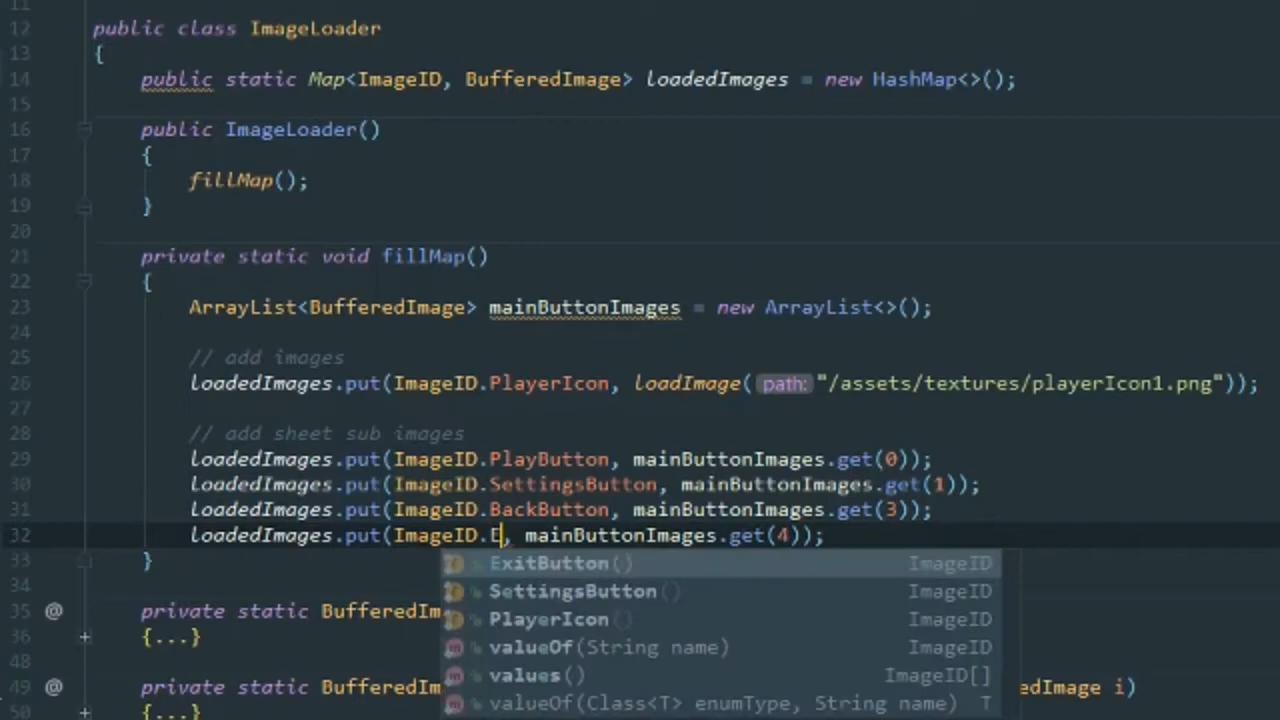 11
12 public class ImageLoader
13 {
14 public static Map<ImageID, BufferedImage> loadedImages = new HashMap<>();
15
16 public ImageLoader()
17 {
18 fillMap();
19 }
20
21 private static void fillMap()
22 {
23 ArrayList<BufferedImage> mainButtonImages = new ArrayList<>();
24
25 // add images
26 loadedImages.put(ImageID.PlayerIcon, loadImage( path: "/assets/textures/playerIcon1.png"));
27
28 // add sheet sub images
29 loadedImages.put(ImageID.PlayButton, mainButtonImages.get(0));
30 loadedImages.put(ImageID.SettingsButton, mainButtonImages.get(1));
31 loadedImages.put(ImageID.BackButton, mainButtonImages.get(3));
32 loadedImages.put(ImageID.E, mainButtonImages.get(4));
33 }
ExitButton() ImageID
34
SettingsButton() ImageID
35 @ private static BufferedIm
PlayerIcon() ImageID
36 + {...}
valueOf(String name) ImageID
48
values() ImageID[]
49 @ private static BufferedIm edImage i)
valueOf(Class<T> enumType, String name) T
50 + {...}